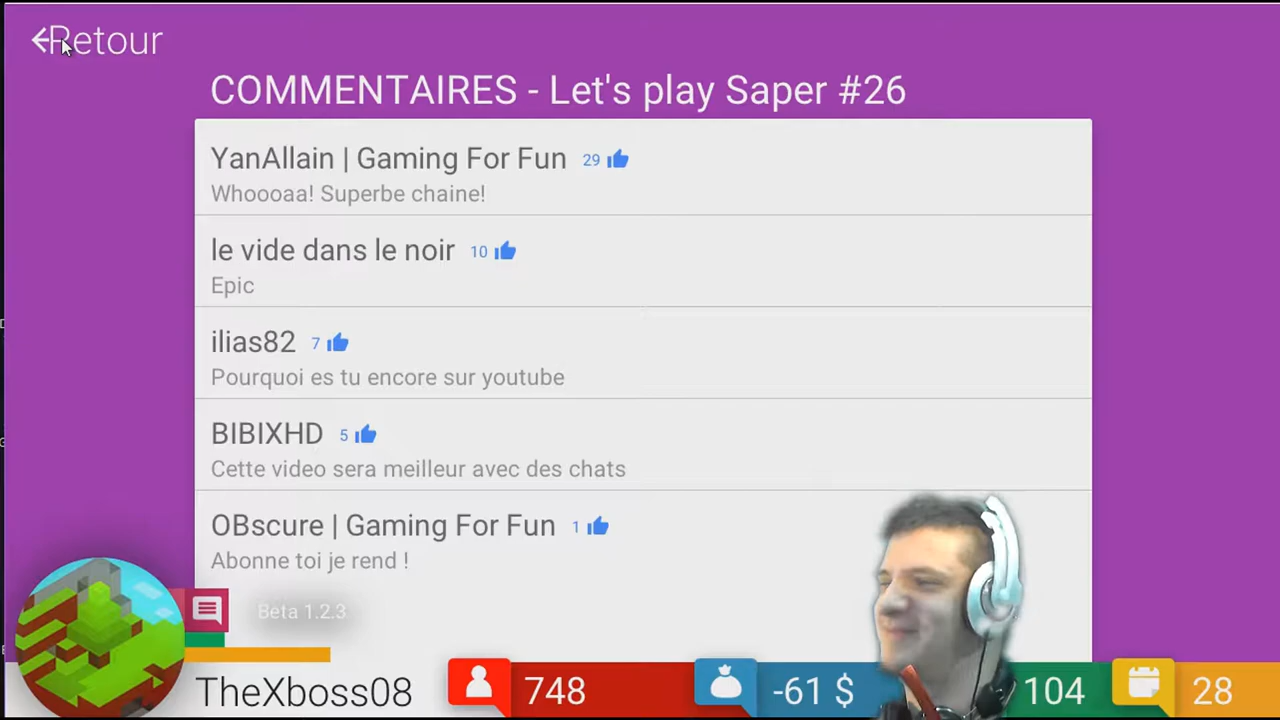 Retour
COMMENTAIRES - Let's play Saper #26
YanAllain | Gaming For Fun 29
Whoooaa! Superbe chaine!
le vide dans le noir 10
Epic
ilias82 7
Pourquoi es tu encore sur youtube
BIBIXHD 5
Cette video sera meilleur avec des chats
OBscure | Gaming For Fun 1
Abonne toi je rend !
Beta 1.2.3
TheXboss08 748 -61 $ 104 28